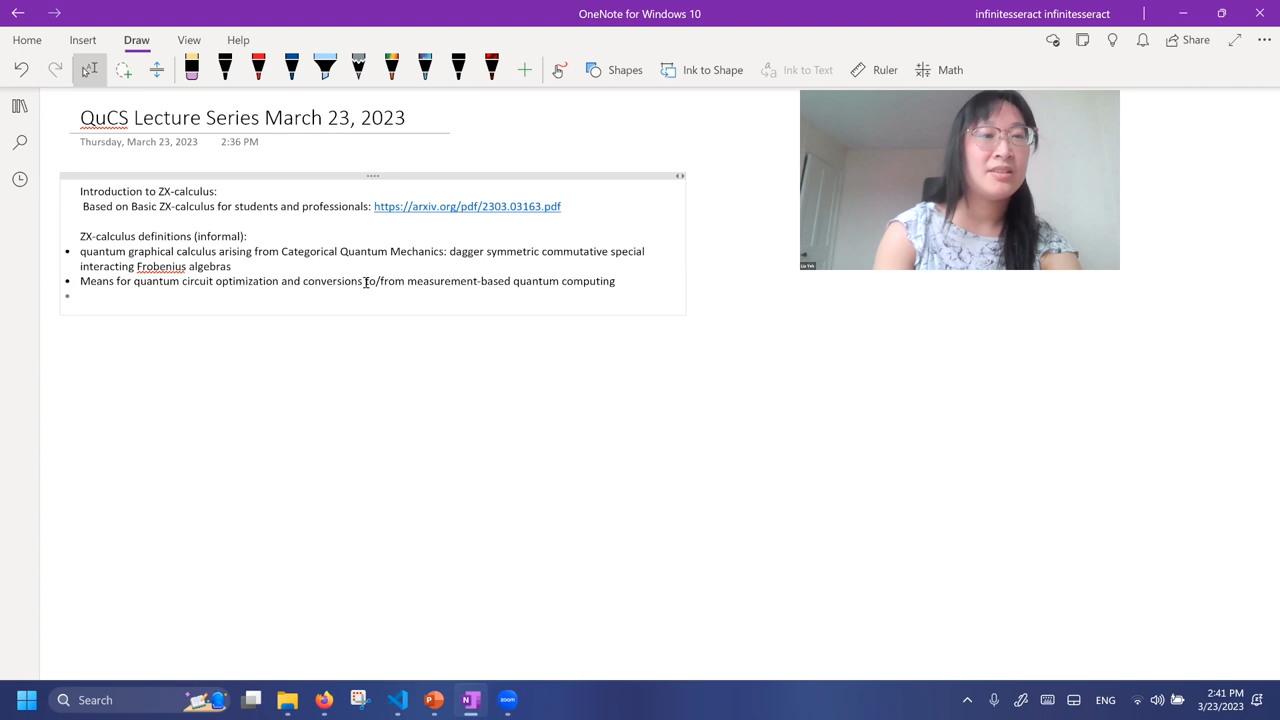 OneNote for Windows 10
infinitesseract infinitesseract
Home
Insert
Draw
View
Help
Share
Shapes
Ink to Shape
Ink to Text
Ruler
Math
QuCS Lecture Series March 23, 2023
Thursday, March 23, 2023 2:36 PM
Introduction to ZX-calculus:
Based on Basic ZX-calculus for students and professionals: https://arxiv.org/pdf/2303.03163.pdf
ZX-calculus definitions (informal):
• quantum graphical calculus arising from Categorical Quantum Mechanics: dagger symmetric commutative special
interacting Frobenius algebras
• Means for quantum circuit optimization and conversions to/from measurement-based quantum computing
•
Lia Yeh
Search
zoom
ENG
2:41 PM
3/23/2023